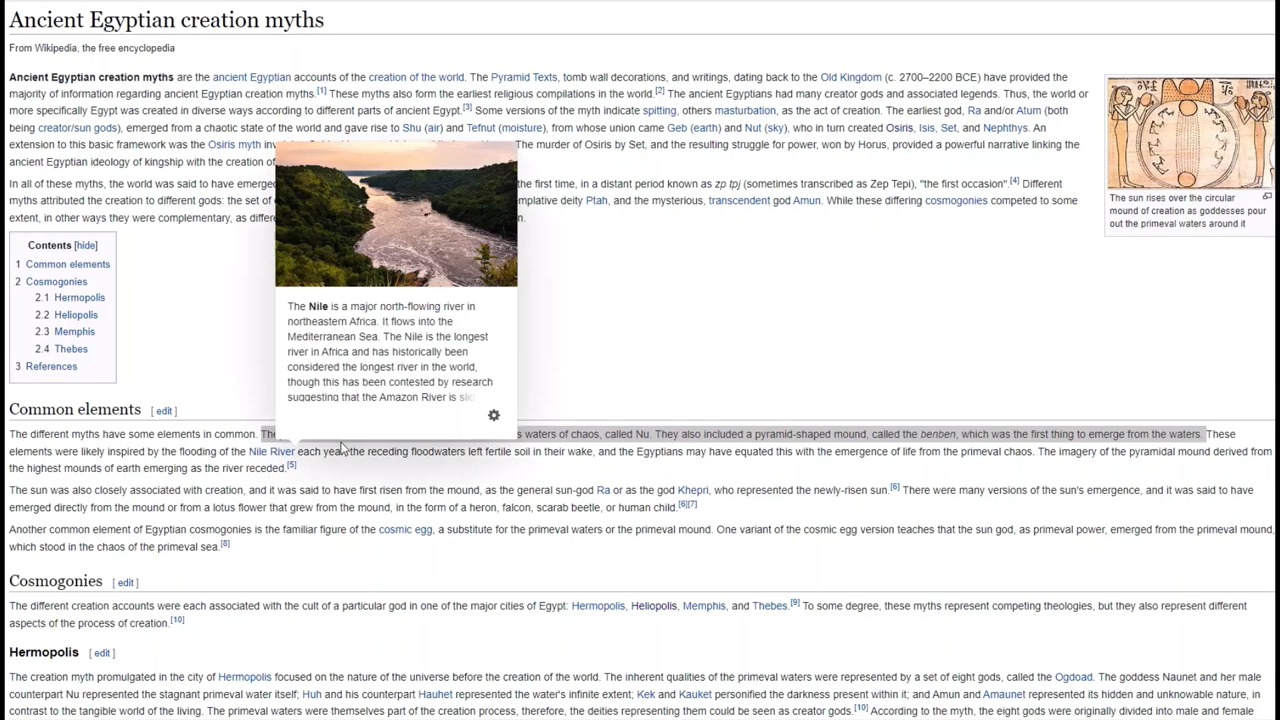 Ancient Egyptian creation myths
From Wikipedia, the free encyclopedia
Ancient Egyptian creation myths are the ancient Egyptian accounts of the creation of the world. The Pyramid Texts, tomb wall decorations, and writings, dating back to the Old Kingdom (c. 2700–2200 BCE) have provided the
majority of information regarding ancient Egyptian creation myths.[1] These myths also form the earliest religious compilations in the world.[2] The ancient Egyptians had many creator gods and associated legends. Thus, the world or
more specifically Egypt was created in diverse ways according to different parts of ancient Egypt.[3] Some versions of the myth indicate spitting, others masturbation, as the act of creation. The earliest god, Ra and/or Atum (both
being creator/sun gods), emerged from a chaotic state of the world and gave rise to Shu (air) and Tefnut (moisture), from whose union came Geb (earth) and Nut (sky), who in turn created Osiris, Isis, Set, and Nephthys. An
extension to this basic framework was the Osiris myth The murder of Osiris by Set, and the resulting struggle for power, won by Horus, provided a powerful narrative linking the
ancient Egyptian ideology of kingship with the creation of
In all of these myths, the world was said to have emerged the first time, in a distant period known as zp tpj (sometimes transcribed as Zep Tepi), "the first occasion".[4] Different
myths attributed the creation to different gods: the set of Ptah, and the mysterious, transcendent god Amun. While these differing cosmogonies competed to some
extent, in other ways they were complementary, as
The sun rises over the circular
mound of creation as goddesses pour
out the primeval waters around it
Contents [hide]
1 Common elements
2 Cosmogonies
2.1 Hermopolis
2.2 Heliopolis
2.3 Memphis
2.4 Thebes
3 References
The Nile is a major north-flowing river in
northeastern Africa. It flows into the
Mediterranean Sea. The Nile is the longest
river in Africa and has historically been
considered the longest river in the world,
though this has been contested by research
suggesting that the Amazon River is
Common elements [ edit ]
The different myths have some elements in common. waters of chaos, called Nu. They also included a pyramid-shaped mound, called the benben, which was the first thing to emerge from the waters. These
elements were likely inspired by the flooding of the Nile River each year; the receding floodwaters left fertile soil in their wake, and the Egyptians may have equated this with the emergence of life from the primeval chaos. The imagery of the pyramidal mound derived from
the highest mounds of earth emerging as the river receded.[5]
The sun was also closely associated with creation, and it was said to have first risen from the mound, as the general sun-god Ra or as the god Khepri, who represented the newly-risen sun.[6] There were many versions of the sun's emergence, and it was said to have
emerged directly from the mound or from a lotus flower that grew from the mound, in the form of a heron, falcon, scarab beetle, or human child.[6][7]
Another common element of Egyptian cosmogonies is the familiar figure of the cosmic egg, a substitute for the primeval waters or the primeval mound. One variant of the cosmic egg version teaches that the sun god, as primeval power, emerged from the primeval mound,
which stood in the chaos of the primeval sea.[8]
Cosmogonies [ edit ]
The different creation accounts were each associated with the cult of a particular god in one of the major cities of Egypt: Hermopolis, Heliopolis, Memphis, and Thebes.[9] To some degree, these myths represent competing theologies, but they also represent different
aspects of the process of creation.[10]
Hermopolis [ edit ]
The creation myth promulgated in the city of Hermopolis focused on the nature of the universe before the creation of the world. The inherent qualities of the primeval waters were represented by a set of eight gods, called the Ogdoad. The goddess Naunet and her male
counterpart Nu represented the stagnant primeval water itself; Huh and his counterpart Hauhet represented the water's infinite extent; Kek and Kauket personified the darkness present within it; and Amun and Amaunet represented its hidden and unknowable nature, in
contrast to the tangible world of the living. The primeval waters were themselves part of the creation process, therefore, the deities representing them could be seen as creator gods.[10] According to the myth, the eight gods were originally divided into male and female